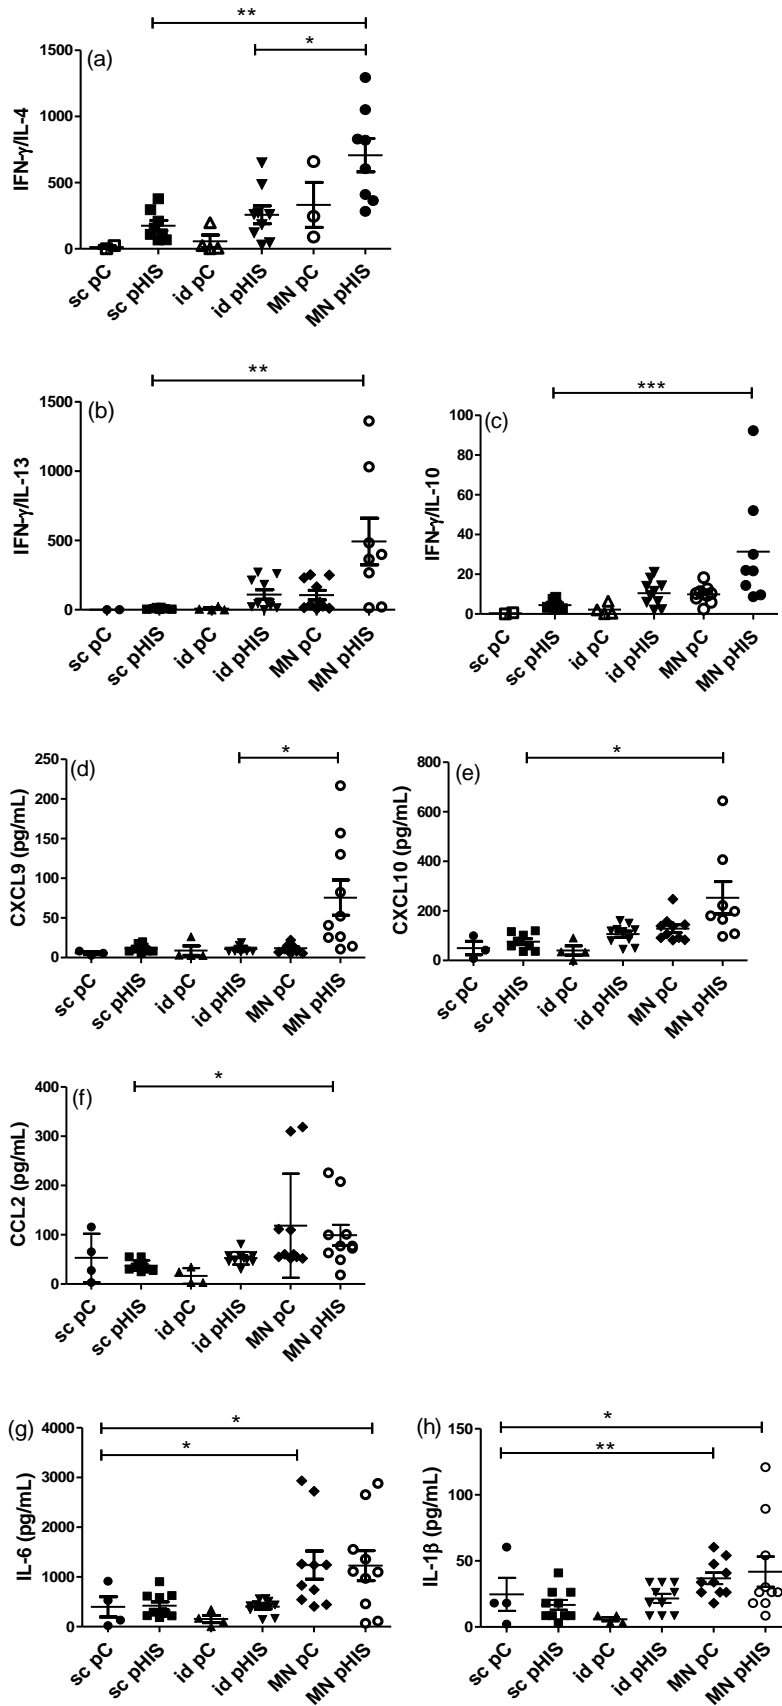 **
*
(a)
1500
1000
500
0
IFN-γ/IL-4
sc pC
sc pHIS
id pC
id pHIS
MN pC
MN pHIS
**
(b)
1500
1000
500
0
IFN-γ/IL-13
sc pC
sc pHIS
id pC
id pHIS
MN pC
MN pHIS
***
(c)
100
80
60
40
20
0
IFN-γ/IL-10
sc pC
sc pHIS
id pC
id pHIS
MN pC
MN pHIS
*
(d)
250
200
150
100
50
0
CXCL9 (pg/mL)
sc pC
sc pHIS
id pC
id pHIS
MN pC
MN pHIS
*
(e)
800
600
400
200
0
CXCL10 (pg/mL)
sc pC
sc pHIS
id pC
id pHIS
MN pC
MN pHIS
*
(f)
400
300
200
100
0
CCL2 (pg/mL)
sc pC
sc pHIS
id pC
id pHIS
MN pC
MN pHIS
(g)
*
*
4000
3000
2000
1000
0
IL-6 (pg/mL)
sc pC
sc pHIS
id pC
id pHIS
MN pC
MN pHIS
(h)
*
**
150
100
50
0
IL-1β (pg/mL)
sc pC
sc pHIS
id pC
id pHIS
MN pC
MN pHIS